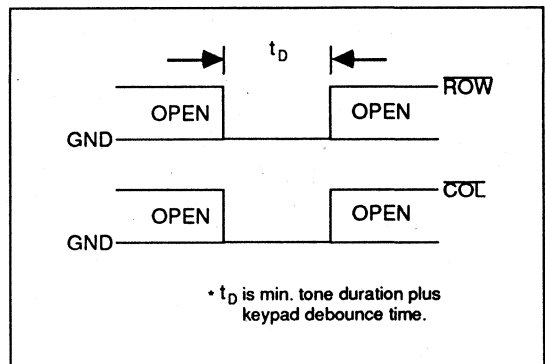 t_D
ROW
OPEN OPEN
GND
COL
OPEN OPEN
GND
* t_D is min. tone duration plus
keypad debounce time.